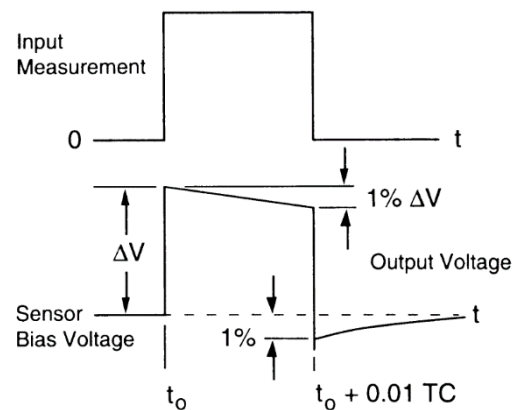 Input
Measurement
0
t
1% ΔV
ΔV
Output Voltage
Sensor
Bias Voltage
t
1%
t₀
t₀ + 0.01 TC